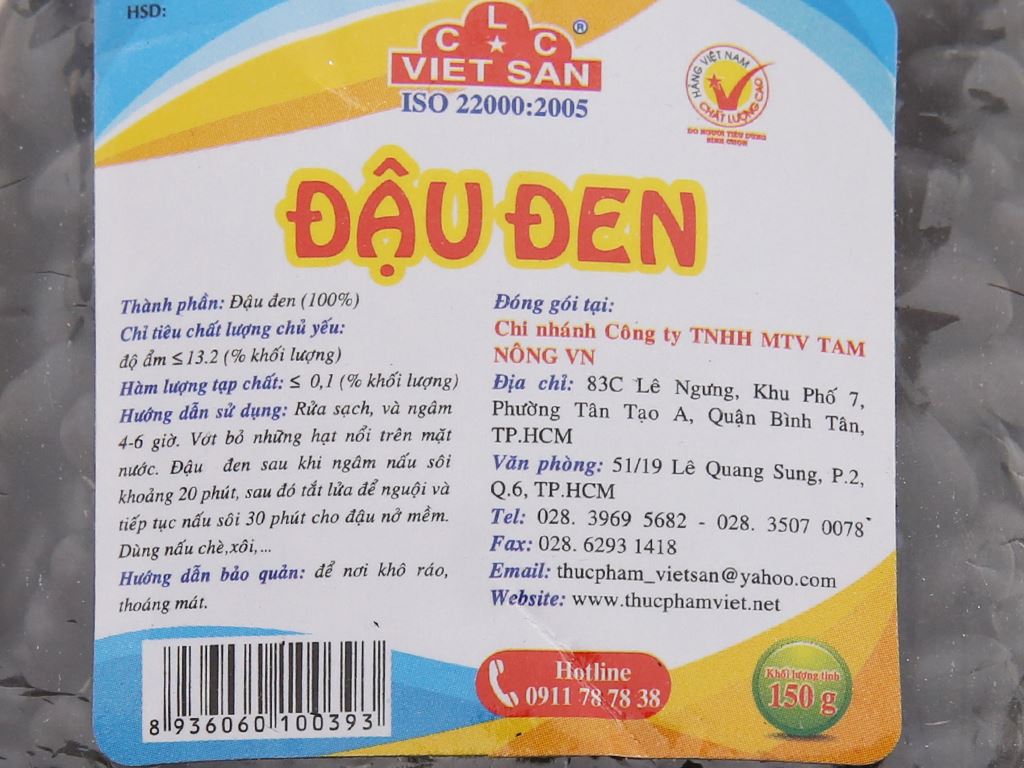 HSD:
L
C C ®
VIET SAN
ISO 22000:2005
HÀNG VIỆT NAM
CHẤT LƯỢNG CAO
DO NGƯỜI TIÊU DÙNG
BÌNH CHỌN
ĐẬU ĐEN
Thành phần: Đậu đen (100%)
Chỉ tiêu chất lượng chủ yếu:
độ ẩm ≤13.2 (% khối lượng)
Hàm lượng tạp chất: ≤ 0,1 (% khối lượng)
Hướng dẫn sử dụng: Rửa sạch, và ngâm
4-6 giờ. Vớt bỏ những hạt nổi trên mặt
nước. Đậu đen sau khi ngâm nấu sôi
khoảng 20 phút, sau đó tắt lửa để nguội và
tiếp tục nấu sôi 30 phút cho đậu nở mềm.
Dùng nấu chè,xôi,...
Hướng dẫn bảo quản: để nơi khô ráo,
thoáng mát.
Đóng gói tại:
Chi nhánh Công ty TNHH MTV TAM
NÔNG VN
Địa chỉ: 83C Lê Ngưng, Khu Phố 7,
Phường Tân Tạo A, Quận Bình Tân,
TP.HCM
Văn phòng: 51/19 Lê Quang Sung, P.2,
Q.6, TP.HCM
Tel: 028. 3969 5682 - 028. 3507 0078
Fax: 028. 6293 1418
Email: thucpham_vietsan@yahoo.com
Website: www.thucphamviet.net
8 936060 100393
Hotline
0911 78 78 38
Khối lượng tịnh
150 g